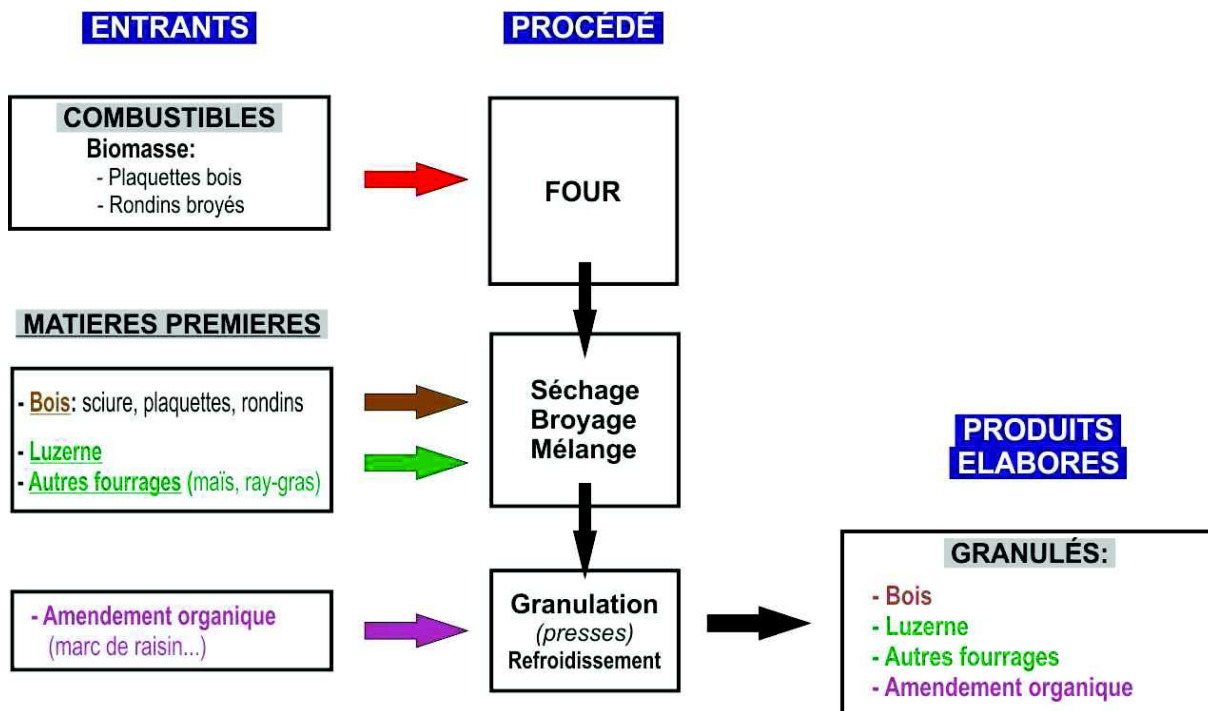 ENTRANTS
PROCÉDÉ
COMBUSTIBLES
Biomasse:
- Plaquettes bois
- Rondins broyés
FOUR
MATIERES PREMIERES
- Bois: sciure, plaquettes, rondins
- Luzerne
- Autres fourrages (maïs, ray-gras)
Séchage
Broyage
Mélange
- Amendement organique
(marc de raisin...)
Granulation
(presses)
Refroidissement
PRODUITS
ELABORES
GRANULÉS:
- Bois
- Luzerne
- Autres fourrages
- Amendement organique